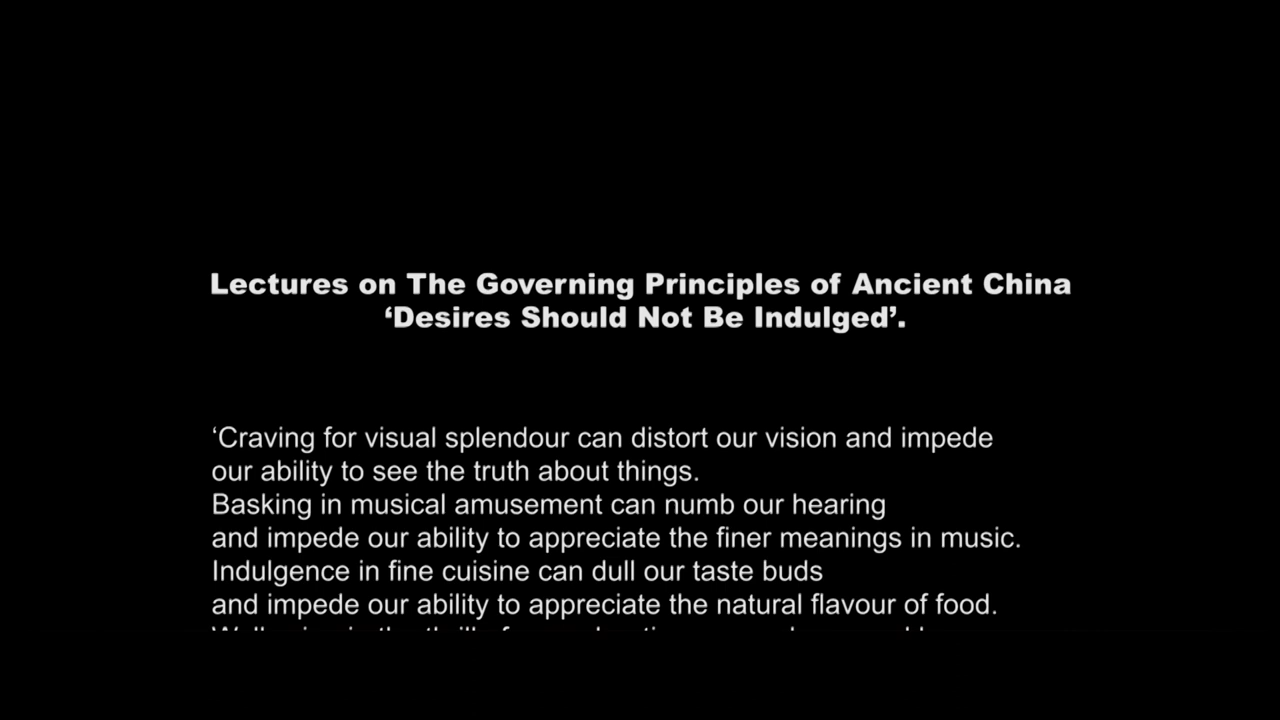 Lectures on The Governing Principles of Ancient China
‘Desires Should Not Be Indulged’.
‘Craving for visual splendour can distort our vision and impede
our ability to see the truth about things.
Basking in musical amusement can numb our hearing
and impede our ability to appreciate the finer meanings in music.
Indulgence in fine cuisine can dull our taste buds
and impede our ability to appreciate the natural flavour of food.